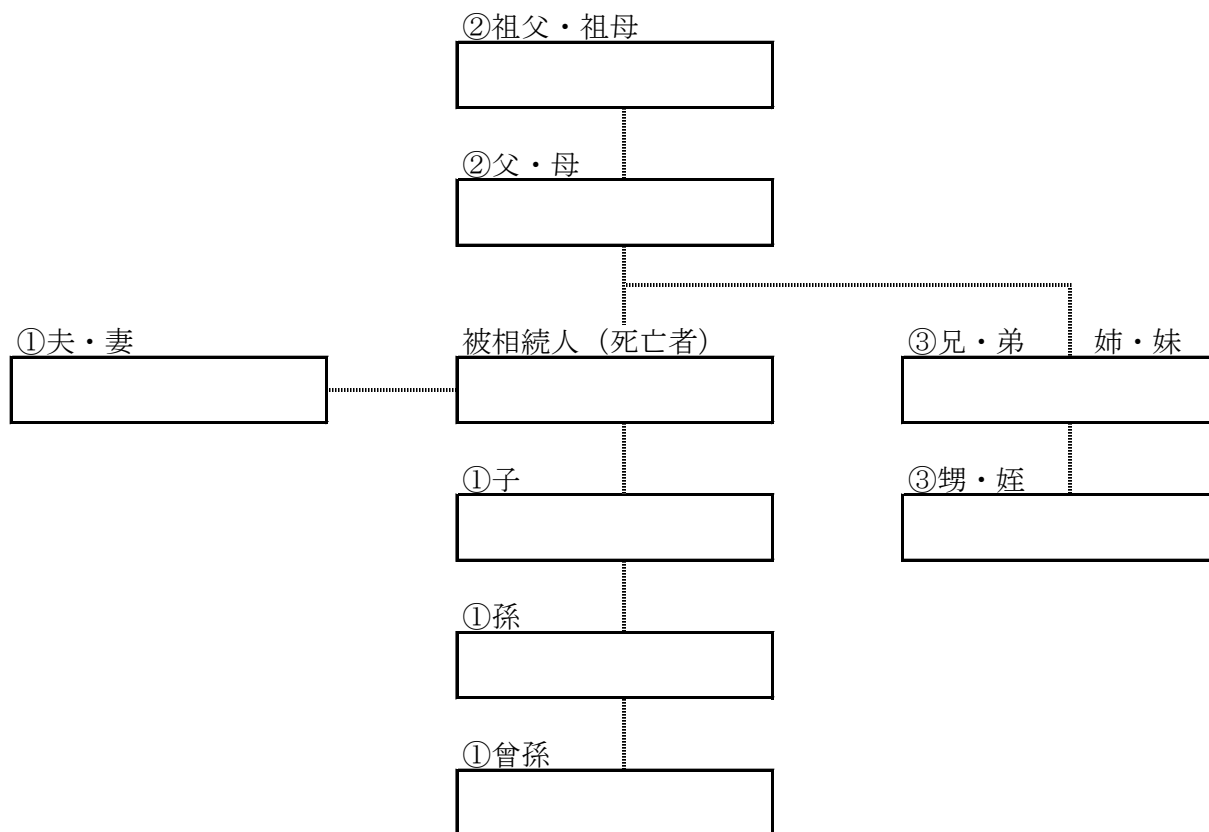 ②祖父・祖母
②父・母
①夫・妻
被相続人（死亡者）
③兄・弟　　姉・妹
①子
③甥・姪
①孫
①曾孫